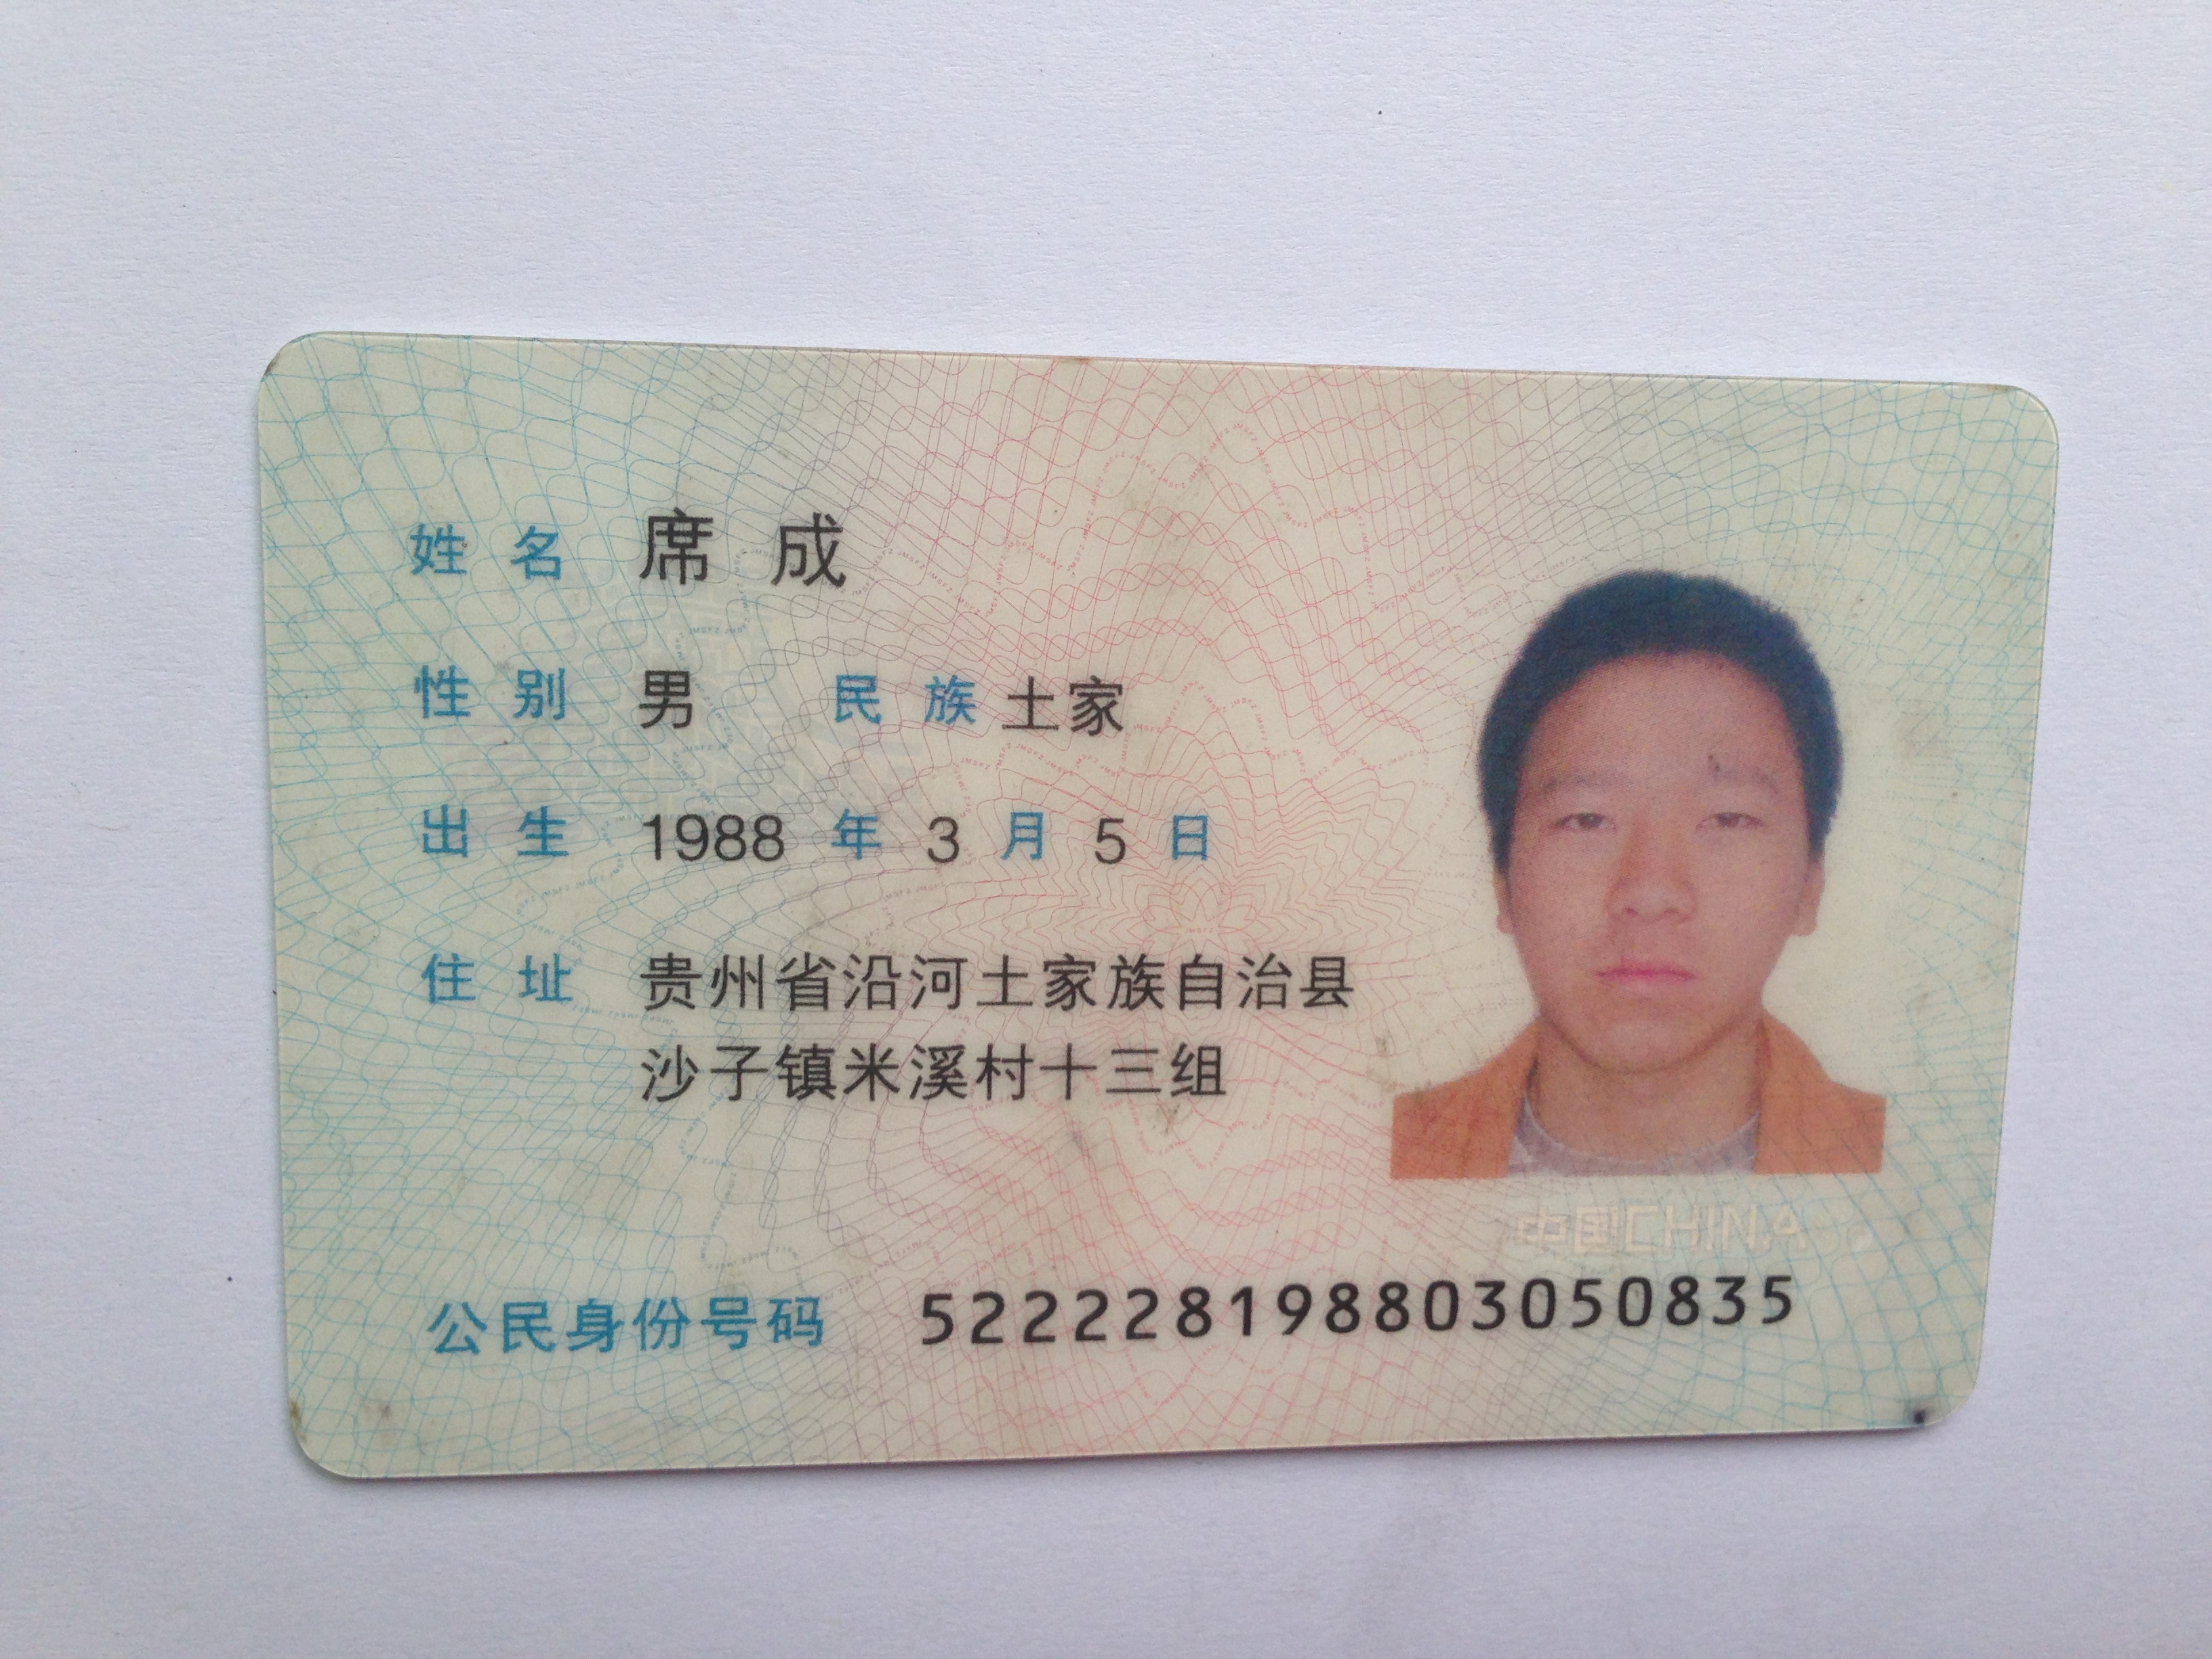 姓名 席成
性别 男 民族 土家
出生 1988 年 3 月 5 日
住址 贵州省沿河土家族自治县
沙子镇米溪村十三组
中国CHINA
公民身份号码 522228198803050835